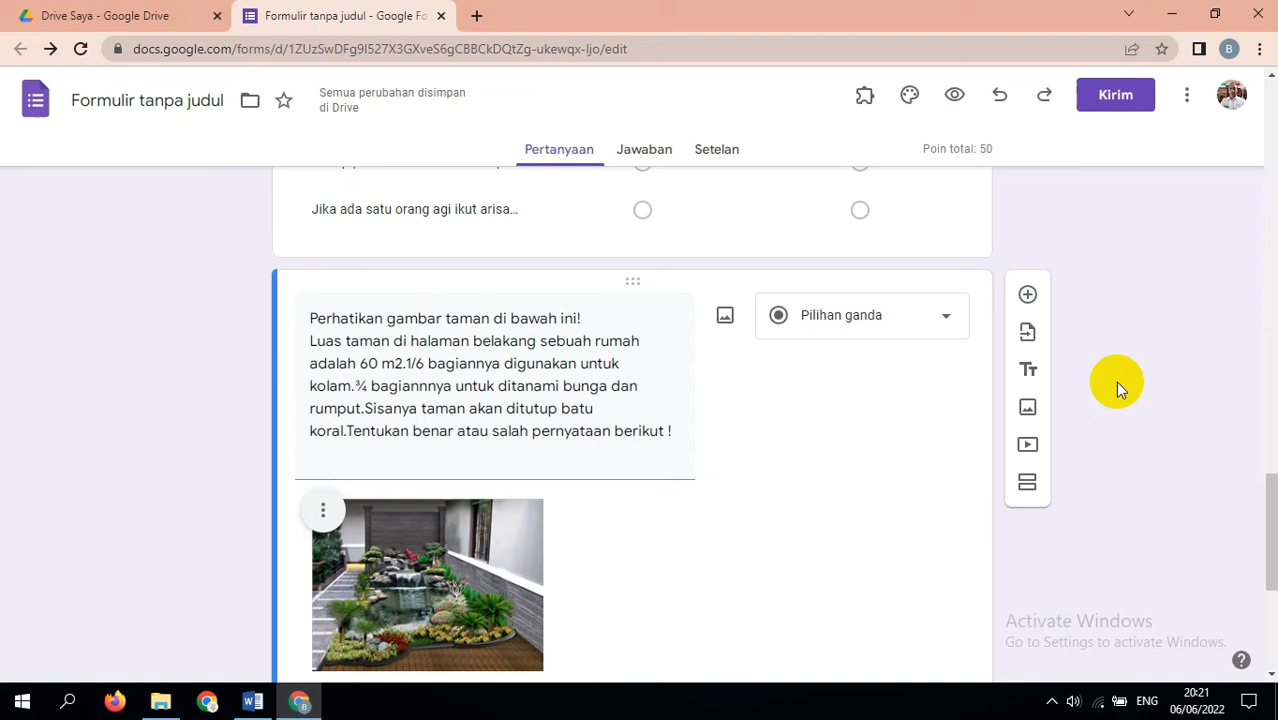 Drive Saya - Google Drive
Formulir tanpa judul - Google Fo
docs.google.com/forms/d/1ZUzSwDFg9I527X3GXveS6gCBBCkDQtZg-ukewqx-ljo/edit
B
Formulir tanpa judul
Semua perubahan disimpan
di Drive
Kirim
Pertanyaan
Jawaban
Setelan
Poin total: 50
Jika ada satu orang agi ikut arisa...
Perhatikan gambar taman di bawah ini!
Luas taman di halaman belakang sebuah rumah
adalah 60 m2.1/6 bagiannya digunakan untuk
kolam.¾ bagiannnya untuk ditanami bunga dan
rumput.Sisanya taman akan ditutup batu
koral.Tentukan benar atau salah pernyataan berikut !
Pilihan ganda
Tт
Activate Windows
Go to Settings to activate Windows.
ENG
20:21
06/06/2022